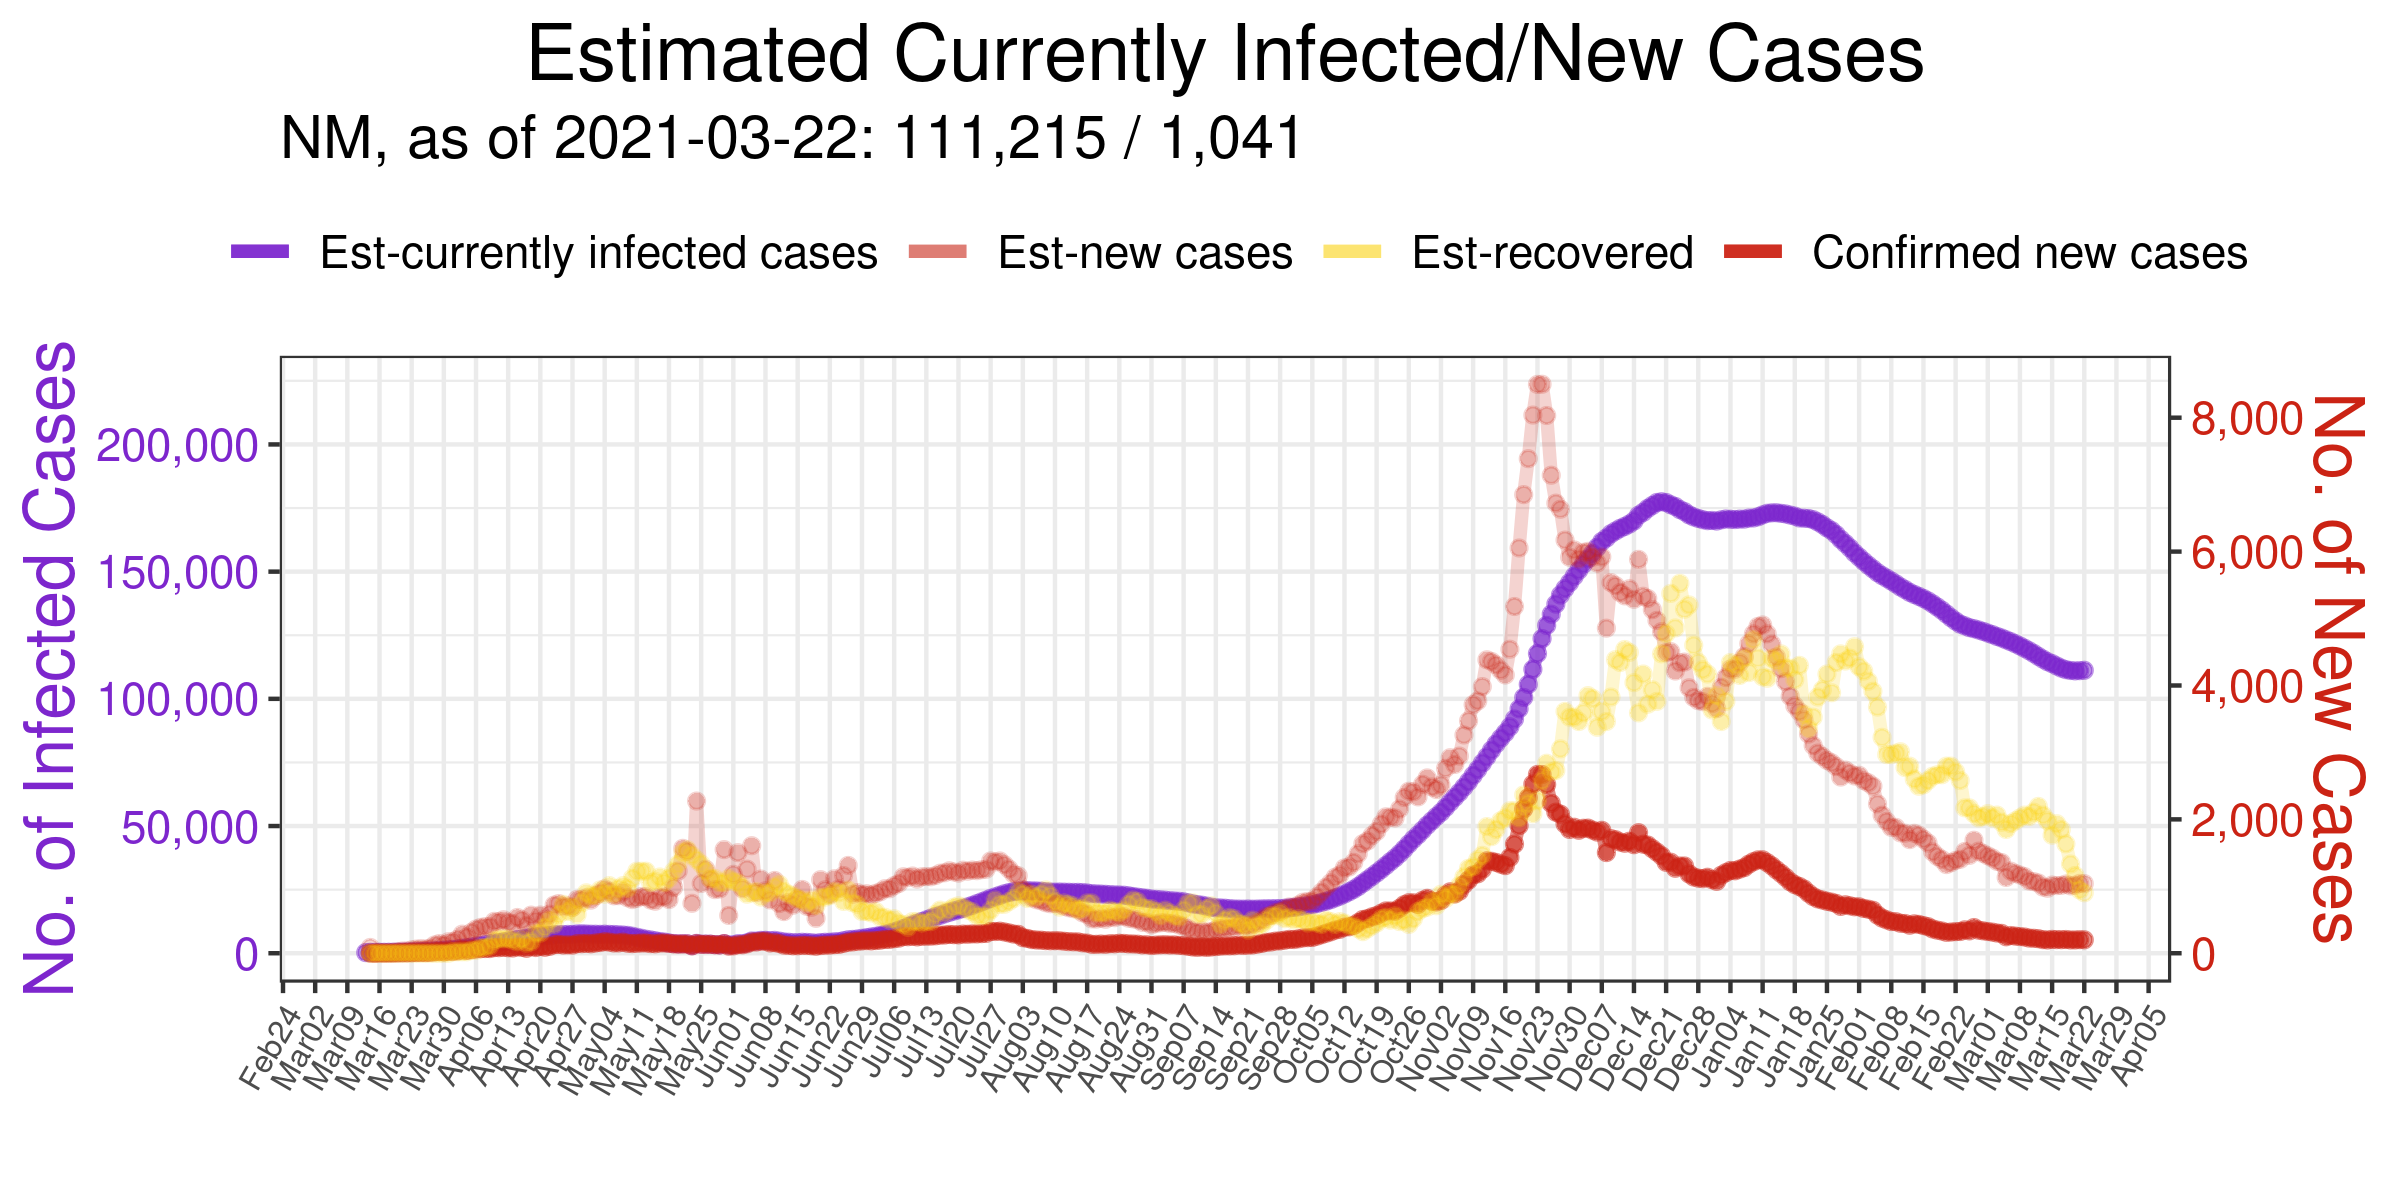 Estimated Currently Infected/New Cases
NM, as of 2021-03-22: 111,215 / 1,041
Est-currently infected cases Est-new cases Est-recovered Confirmed new cases
No. of Infected Cases
200,000
150,000
100,000
50,000
0
8,000
6,000
4,000
2,000
0
No. of New Cases
Feb24 Mar02 Mar09 Mar16 Mar23 Mar30 Apr06 Apr13 Apr20 Apr27 May04 May11 May18 May25 Jun01 Jun08 Jun15 Jun22 Jun29 Jul06 Jul13 Jul20 Jul27 Aug03 Aug10 Aug17 Aug24 Aug31 Sep07 Sep14 Sep21 Sep28 Oct05 Oct12 Oct19 Oct26 Nov02 Nov09 Nov16 Nov23 Nov30 Dec07 Dec14 Dec21 Dec28 Jan04 Jan11 Jan18 Jan25 Feb01 Feb08 Feb15 Feb22 Mar01 Mar08 Mar15 Mar22 Mar29 Apr05